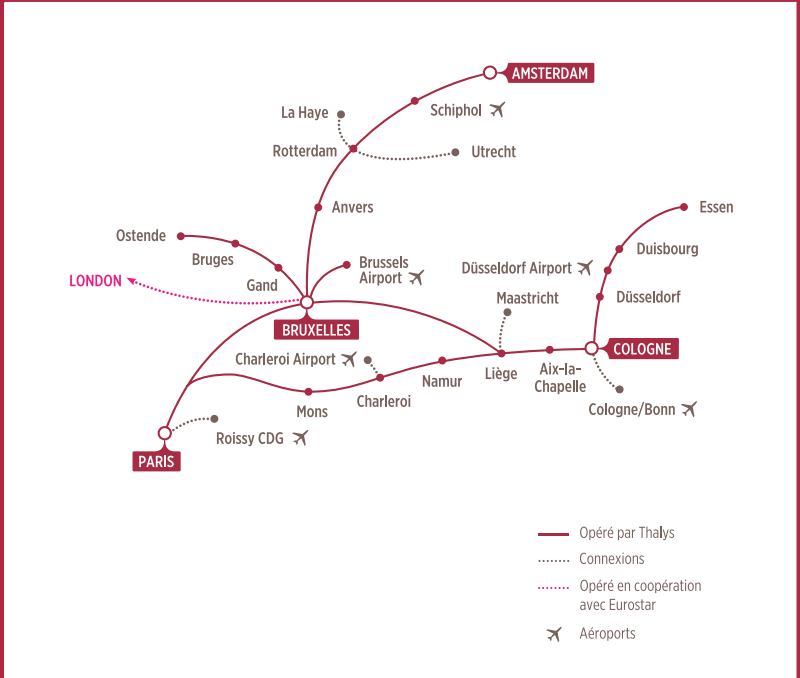 AMSTERDAM
Schiphol
La Haye
Rotterdam
Utrecht
Anvers
Essen
Ostende
Bruges
Duisbourg
Brussels
Airport
Düsseldorf Airport
LONDON
Gand
Maastricht
Düsseldorf
BRUXELLES
COLOGNE
Charleroi Airport
Liège
Aix-la-
Chapelle
Namur
Charleroi
Mons
Cologne/Bonn
Roissy CDG
PARIS
Opéré par Thalys
Connexions
Opéré en coopération
avec Eurostar
Aéroports